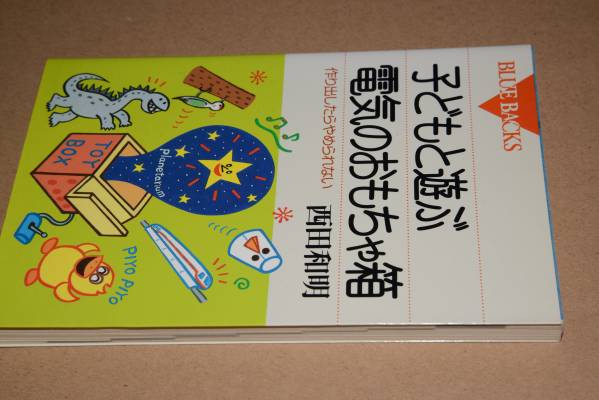 BLUE BACKS
子どもと遊ぶ
電気のおもちゃ箱
作り出したらやめられない
西田和明
TOY
BOX
planetarium
PIYO PIYO